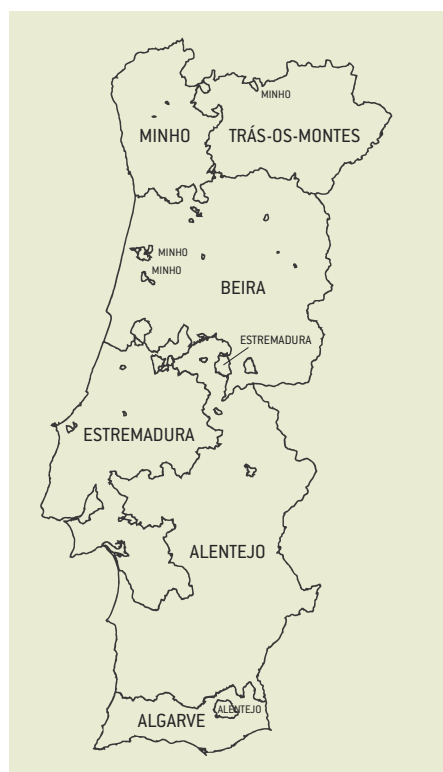 MINHO
MINHO
TRÁS-OS-MONTES
MINHO
MINHO
BEIRA
ESTREMADURA
ESTREMADURA
ALENTEJO
ALENTEJO
ALGARVE